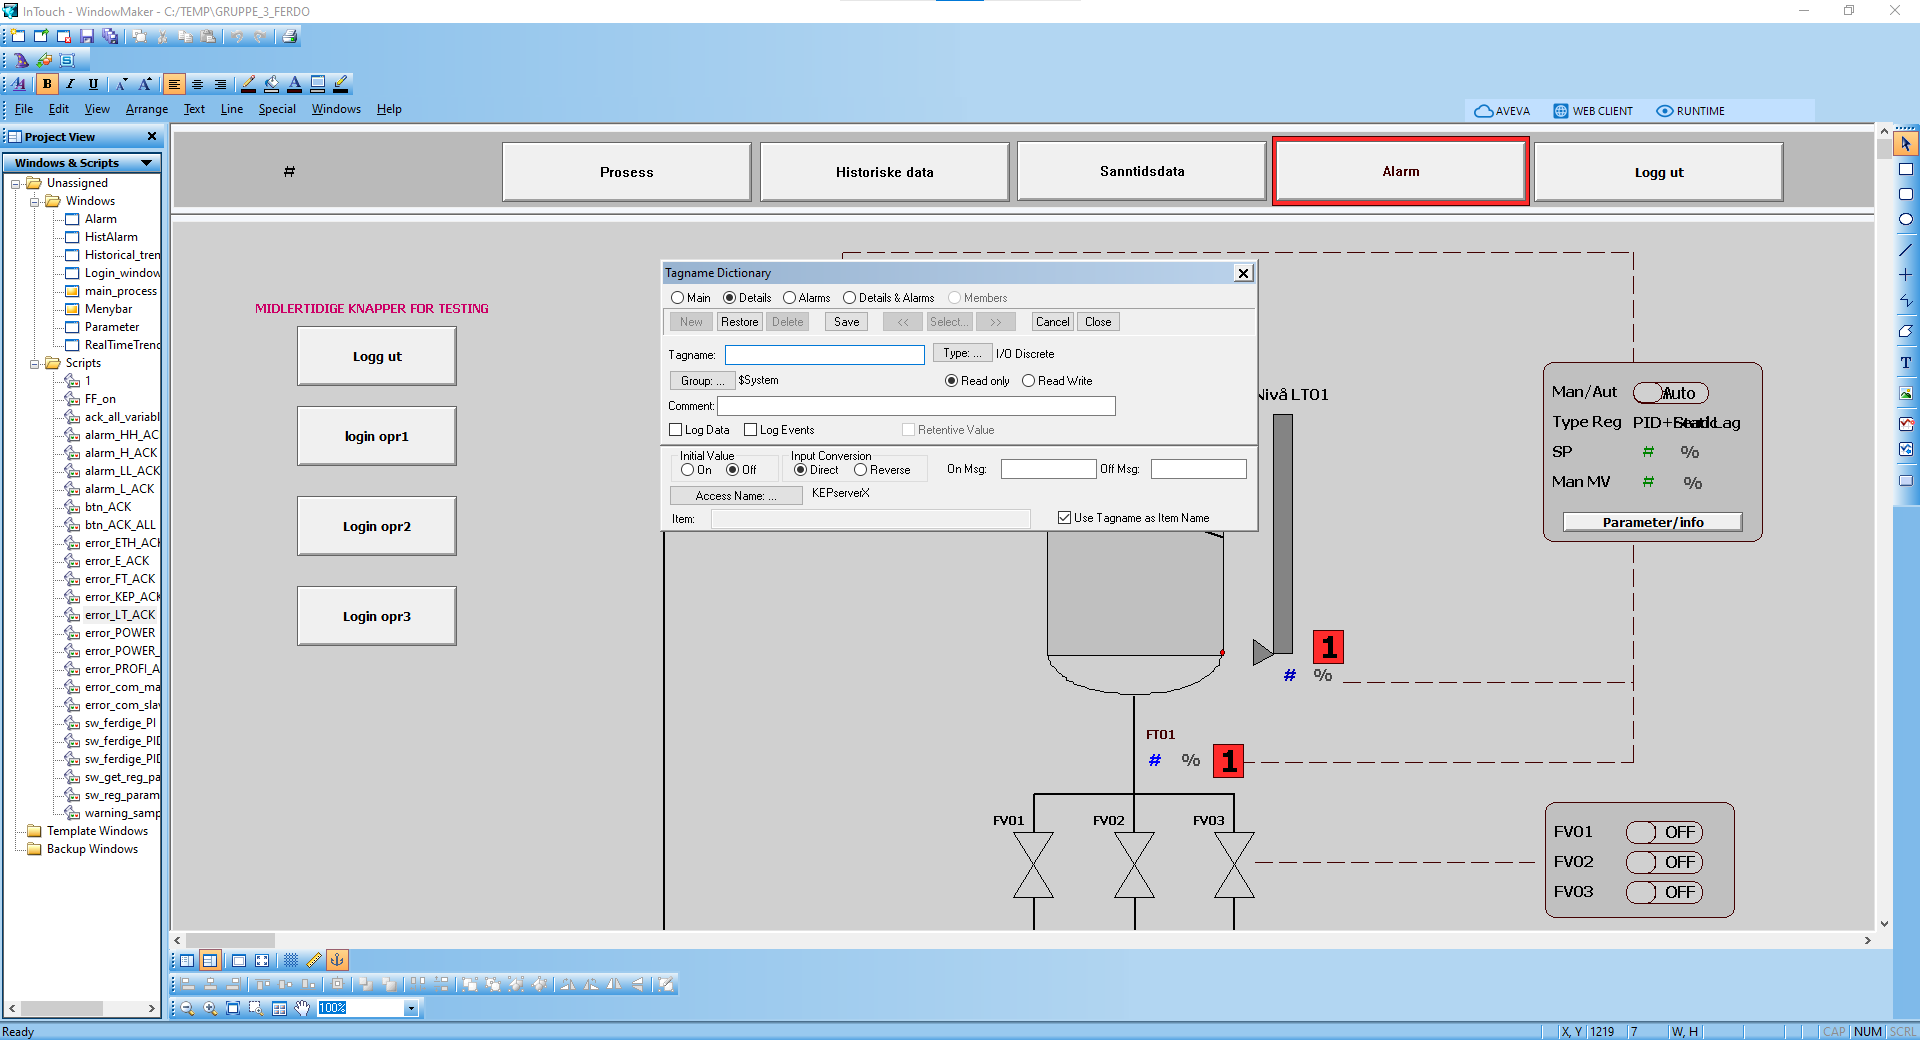 InTouch - WindowMaker - C:/TEMP\GRUPPE_3_FERDO
File Edit View Arrange Text Line Special Windows Help
AVEVA WEB CLIENT RUNTIME
Project View
Windows & Scripts
Unassigned
Windows
Alarm
HistAlarm
Historical_tren
Login_window
main_process
Menybar
Parameter
RealTimeTrend
Scripts
1
FF_on
ack_all_variabl
alarm_HH_AC
alarm_H_ACK
alarm_LL_ACK
alarm_L_ACK
btn_ACK
btn_ACK_ALL
error_ETH_ACK
error_E_ACK
error_FT_ACK
error_KEP_ACK
error_LT_ACK
error_POWER
error_POWER_
error_PROFI_A
error_com_ma
error_com_slav
sw_ferdige_PI
sw_ferdige_PID
sw_ferdige_PID
sw_get_reg_pa
sw_reg_param
warning_samp
Template Windows
Backup Windows
# Prosess Historiske data Sanntidsdata Alarm Logg ut
MIDLERTIDIGE KNAPPER FOR TESTING
Logg ut
login opr1
Login opr2
Login opr3
Tagname Dictionary
Main Details Alarms Details & Alarms Members
New Restore Delete Save << Select... >> Cancel Close
Tagname: Type: ... I/O Discrete
Group: ... $System Read only Read Write
Comment:
Log Data Log Events Retentive Value
Initial Value Input Conversion
On Off Direct Reverse On Msg: Off Msg:
Access Name: ... KEPserverX
Item: Use Tagname as Item Name
Nivå LT01
1
# %
FT01
# % 1
FV01 FV02 FV03
Man/Aut Auto
Type Reg PID+ Lag
SP # %
Man MV # %
Parameter/info
FV01 OFF
FV02 OFF
FV03 OFF
100%
Ready X, Y 1219 7 W, H CAP NUM SCRL